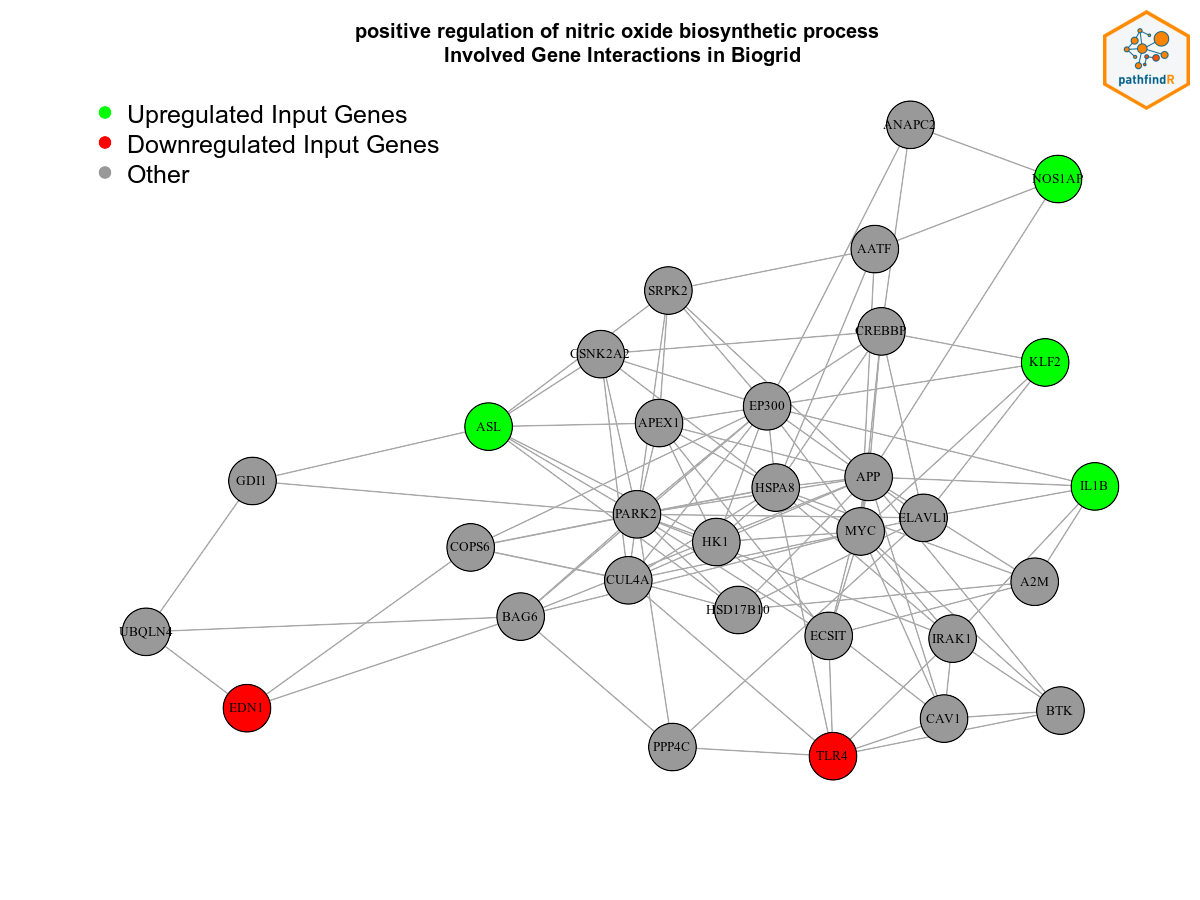 positive regulation of nitric oxide biosynthetic process
Involved Gene Interactions in Biogrid
pathfindR
Upregulated Input Genes
Downregulated Input Genes
Other
ANAPC2
NOS1AP
AATF
SRPK2
CREBBP
CSNK2A2
KLF2
EP300
APEX1
ASL
GDI1
HSPA8
APP
IL1B
PARK2
ELAVL1
MYC
HK1
COPS6
CUL4A
A2M
HSD17B10
BAG6
UBQLN4
ECSIT
IRAK1
EDN1
BTK
CAV1
PPP4C
TLR4